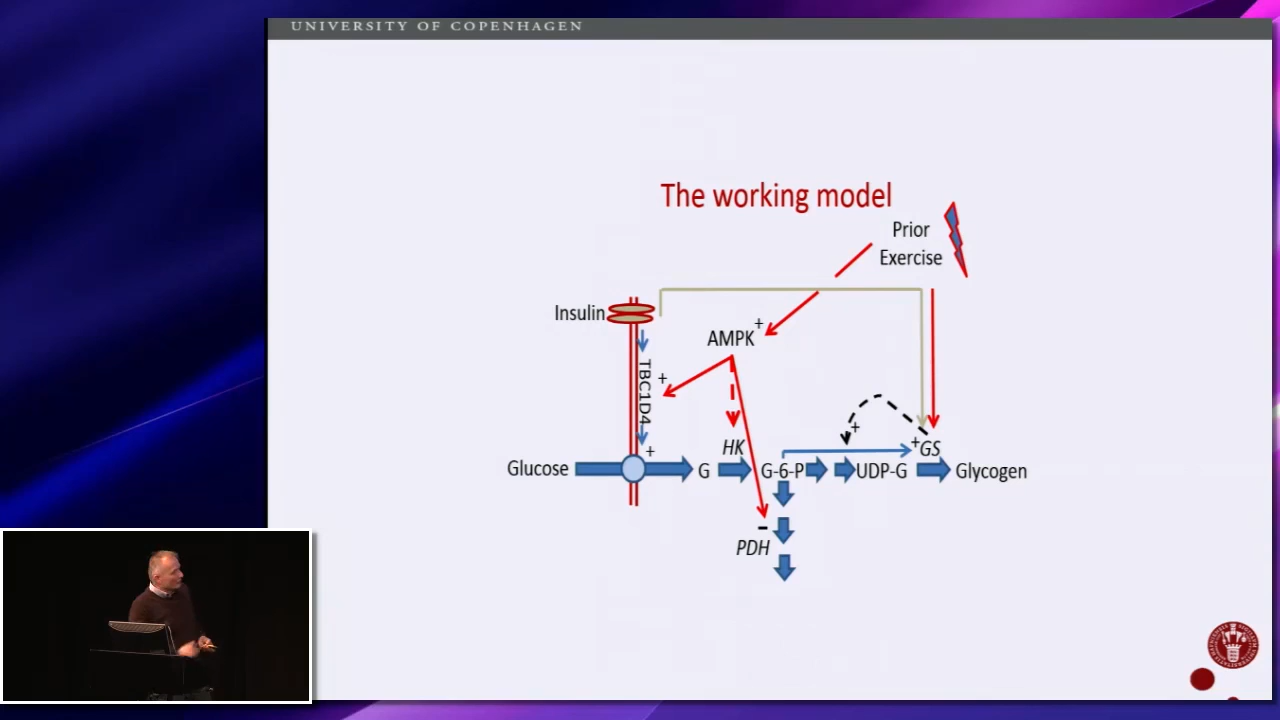 UNIVERSITY OF COPENHAGEN
The working model
Prior
Exercise
Insulin
AMPK
+
+
TBC1D4
+
+
+
HK
GS
Glucose
G
G-6-P
UDP-G
Glycogen
-
PDH